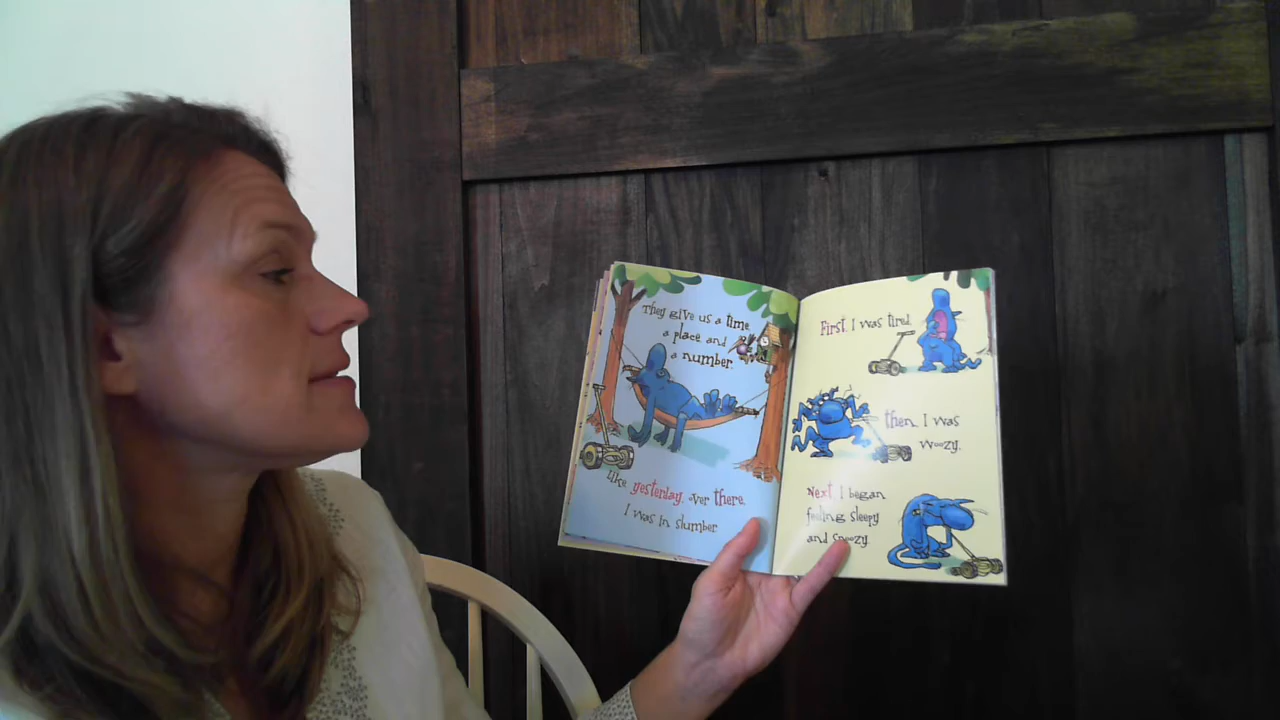 They give us a time,
a place and
a number.
Like yesterday, over there,
I was in slumber.
First, I was tired,
then I was
woozy.
Next, I began
feeling sleepy
and snoozy.